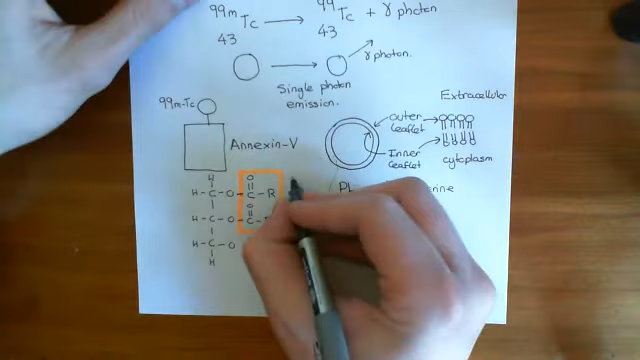 99m Tc → 99 Tc + γ photon
43 43
γ photon.
Single photon
emission.
99m-Tc
Annexin-V
Extracellular
outer
leaflet
Inner
leaflet
cytoplasm
H O
H-C-O-C-R
O
H-C-O-C-
H-C-O
H